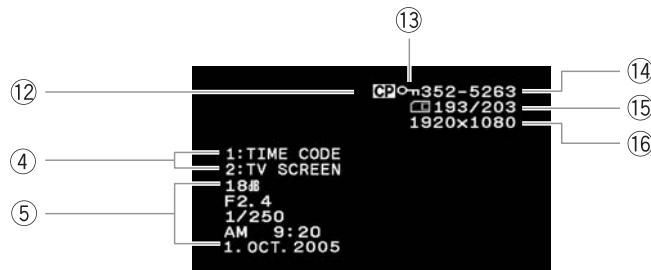 ⑬
⑫ CP 352-5263 ⑭
193/203 ⑮
1920x1080 ⑯
④ 1:TIME CODE
2:TV SCREEN
⑤ 18dB
F2.4
1/250
AM 9:20
1.OCT.2005